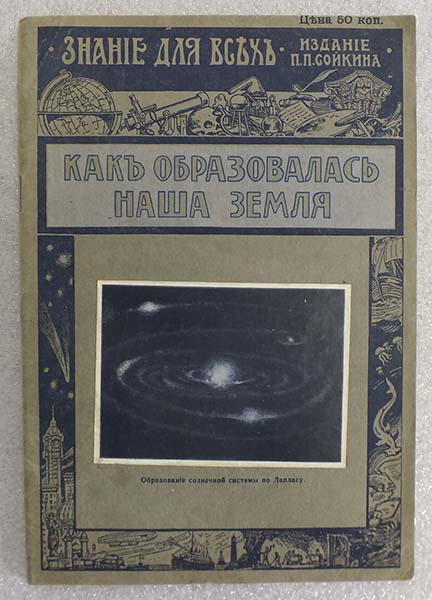 Цѣна 50 коп.
ЗНАНІЕ ДЛЯ ВСѢХЪ · ИЗДАНІЕ П.П.СОЙКИНА ·
КАКЪ ОБРАЗОВАЛАСЬ
НАША ЗЕМЛЯ
Образованіе солнечной системы по Лапласу.